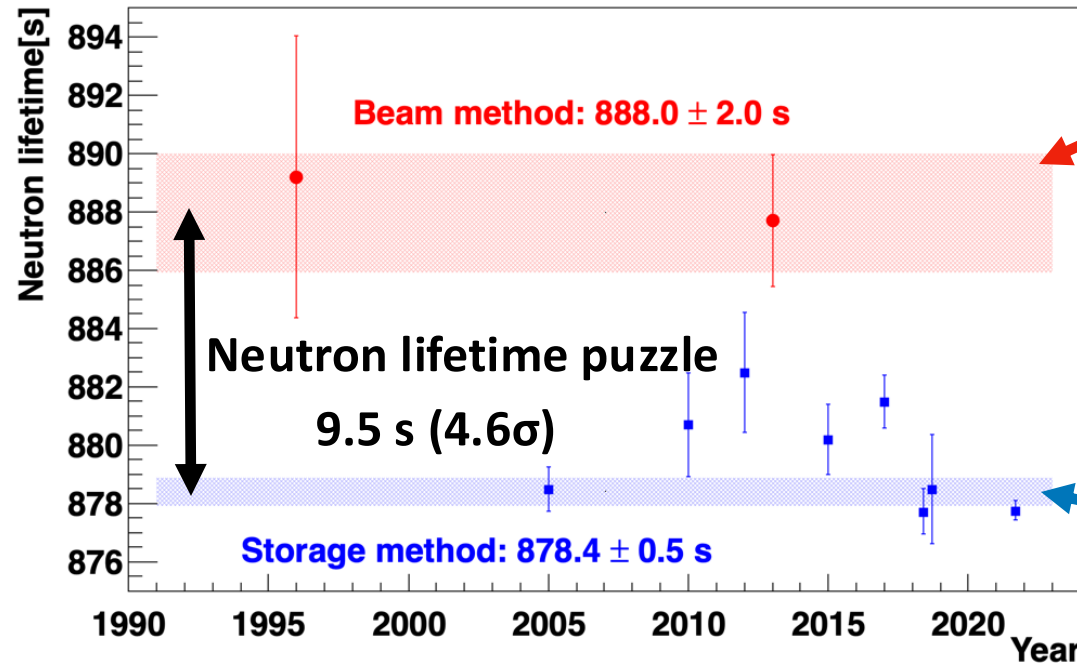 Neutron lifetime[s]
894
892
890
888
886
884
882
880
878
876
Beam method: 888.0 ± 2.0 s
Neutron lifetime puzzle
9.5 s (4.6σ)
Storage method: 878.4 ± 0.5 s
1990 1995 2000 2005 2010 2015 2020
Year